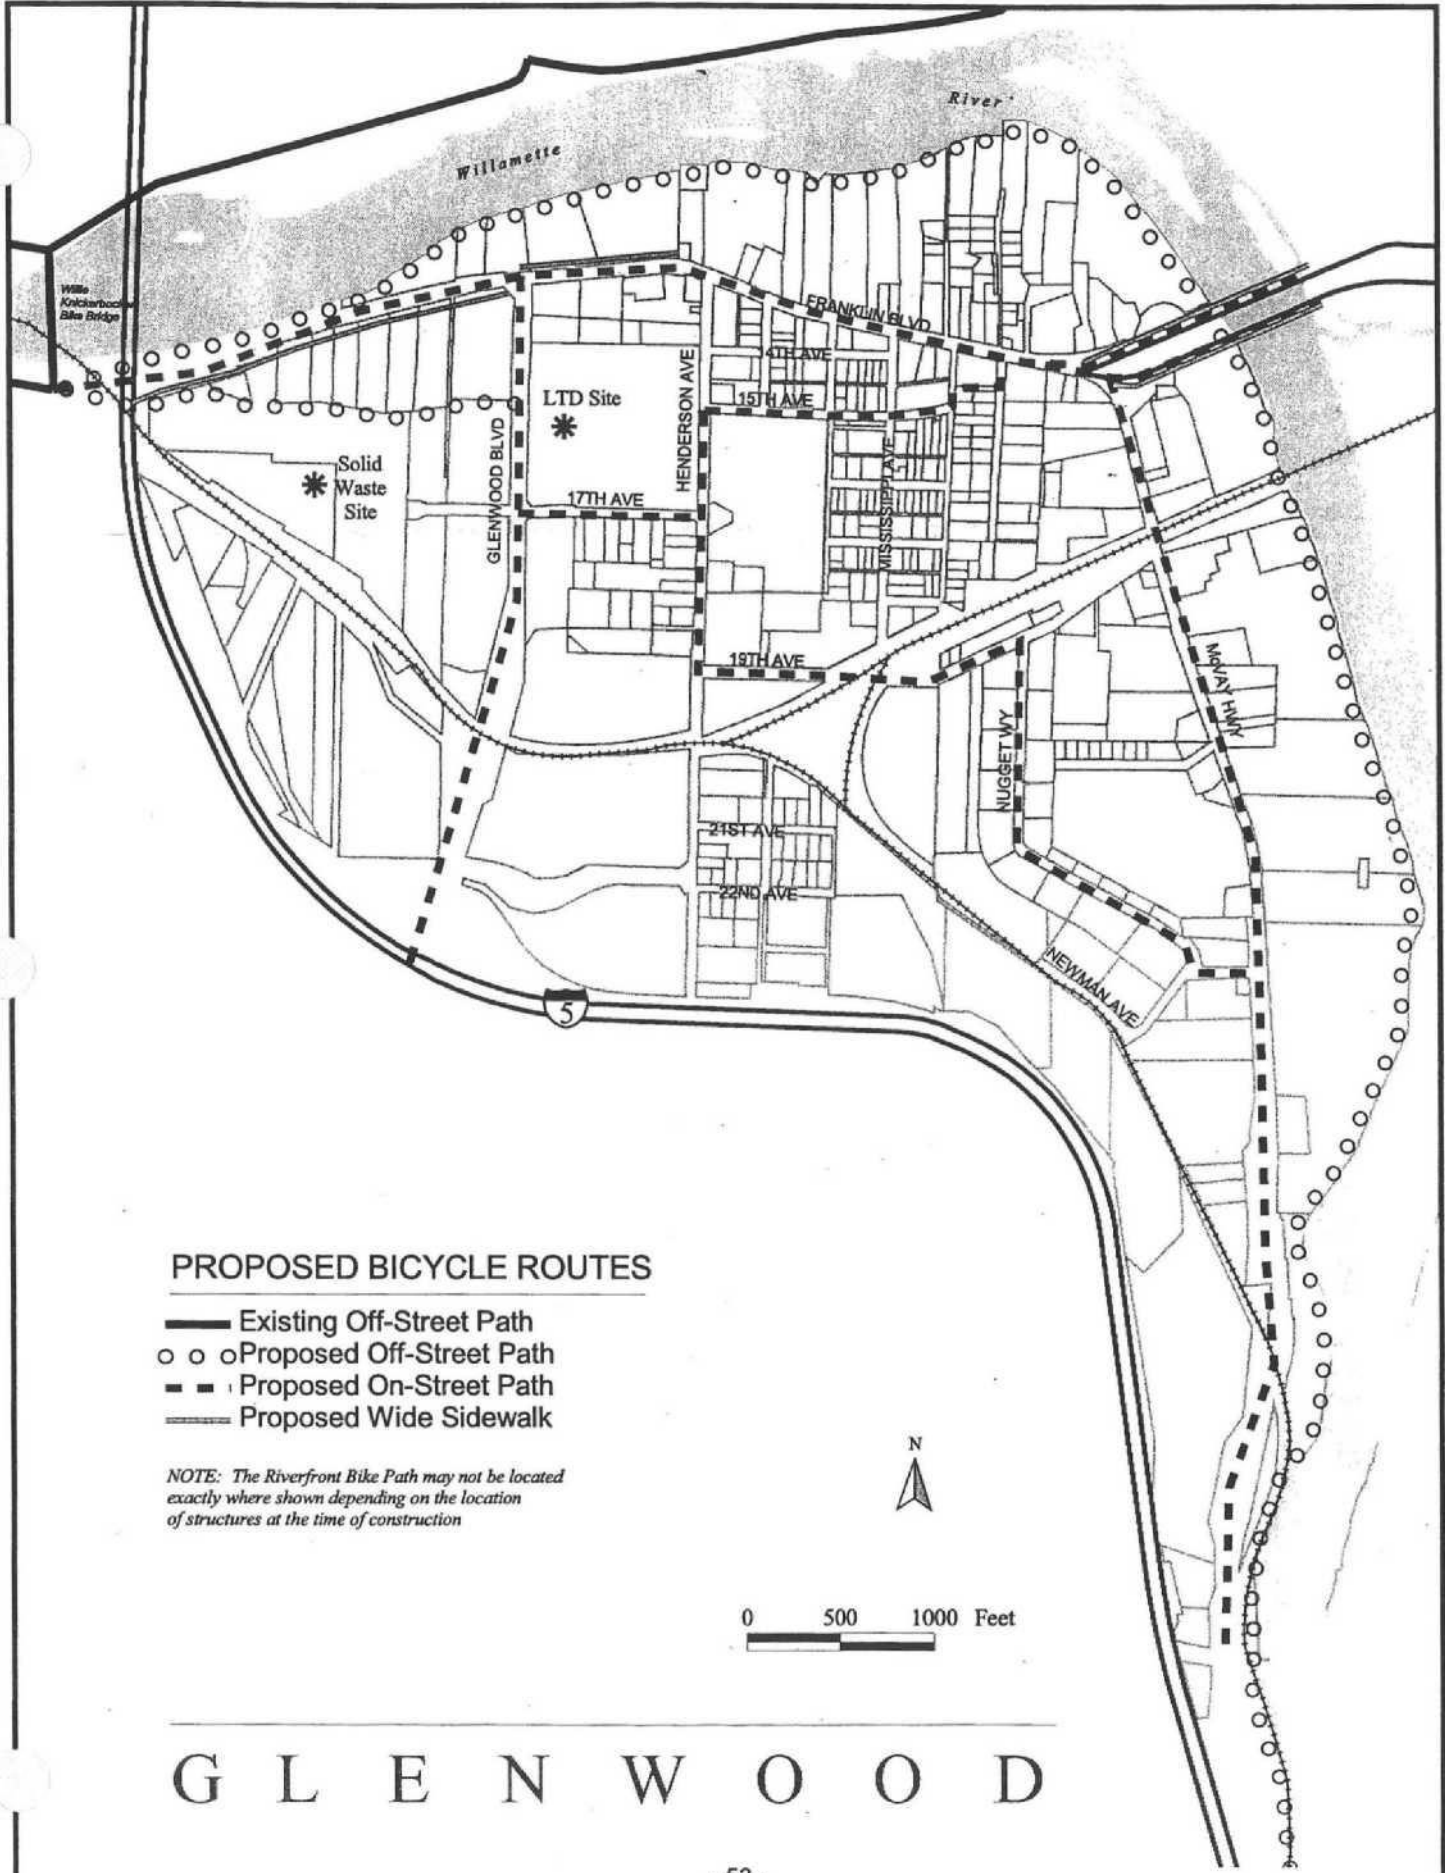 River
Willamette
Willie
Knickerbocker
Bike Bridge
FRANKLIN BLVD
14TH AVE
15TH AVE
HENDERSON AVE
LTD Site
GLENWOOD BLVD
MISSISSIPPI AVE
Solid
Waste
Site
17TH AVE
19TH AVE
McVAY HWY
NUGGET WY
21ST AVE
22ND AVE
NEWMAN AVE
5
PROPOSED BICYCLE ROUTES
Existing Off-Street Path
Proposed Off-Street Path
Proposed On-Street Path
Proposed Wide Sidewalk
NOTE: The Riverfront Bike Path may not be located
exactly where shown depending on the location
of structures at the time of construction
N
0 500 1000 Feet
GLENWOOD